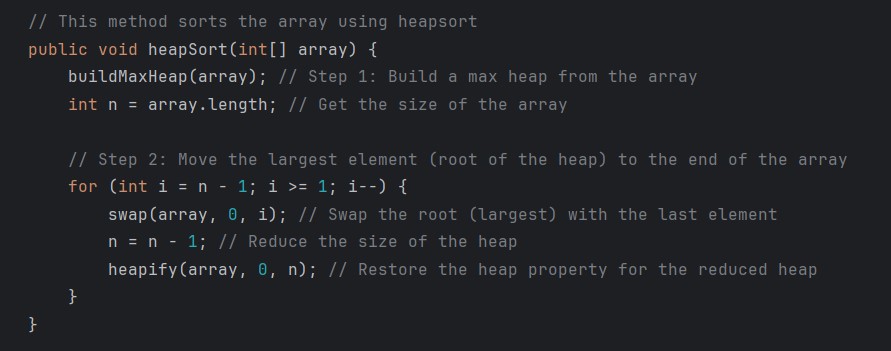 // This method sorts the array using heapsort
public void heapSort(int[] array) {
    buildMaxHeap(array); // Step 1: Build a max heap from the array
    int n = array.length; // Get the size of the array

    // Step 2: Move the largest element (root of the heap) to the end of the array
    for (int i = n - 1; i >= 1; i--) {
        swap(array, 0, i); // Swap the root (largest) with the last element
        n = n - 1; // Reduce the size of the heap
        heapify(array, 0, n); // Restore the heap property for the reduced heap
    }
}